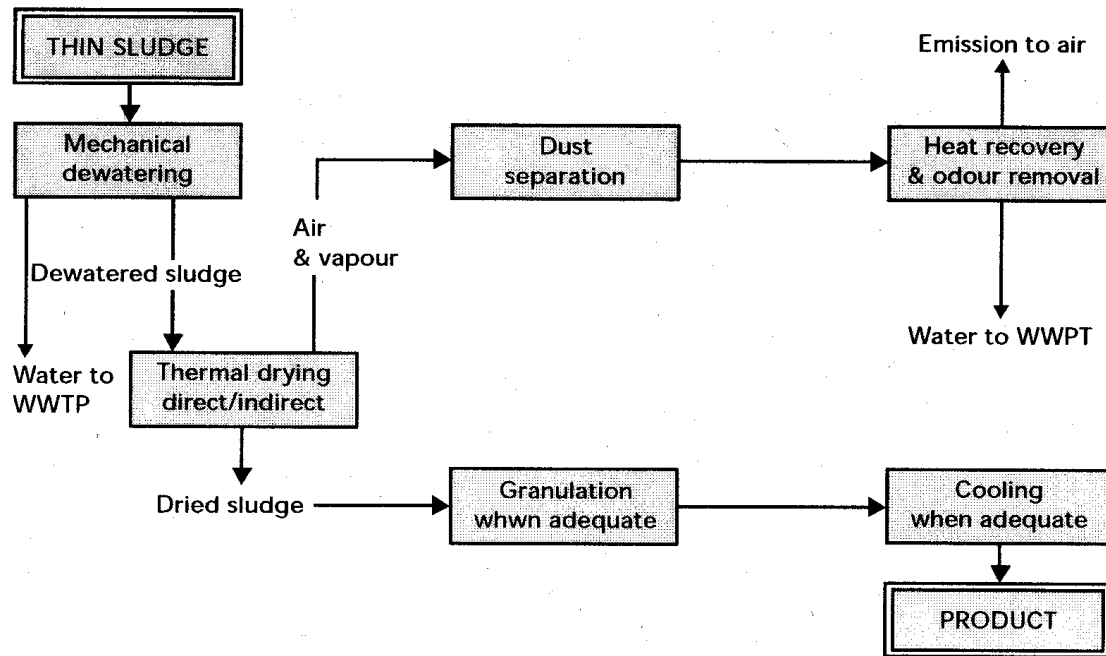 THIN SLUDGE
Mechanical
dewatering
Dewatered sludge
Water to
WWTP
Thermal drying
direct/indirect
Air
& vapour
Dust
separation
Heat recovery
& odour removal
Emission to air
Water to WWPT
Dried sludge
Granulation
whwn adequate
Cooling
when adequate
PRODUCT